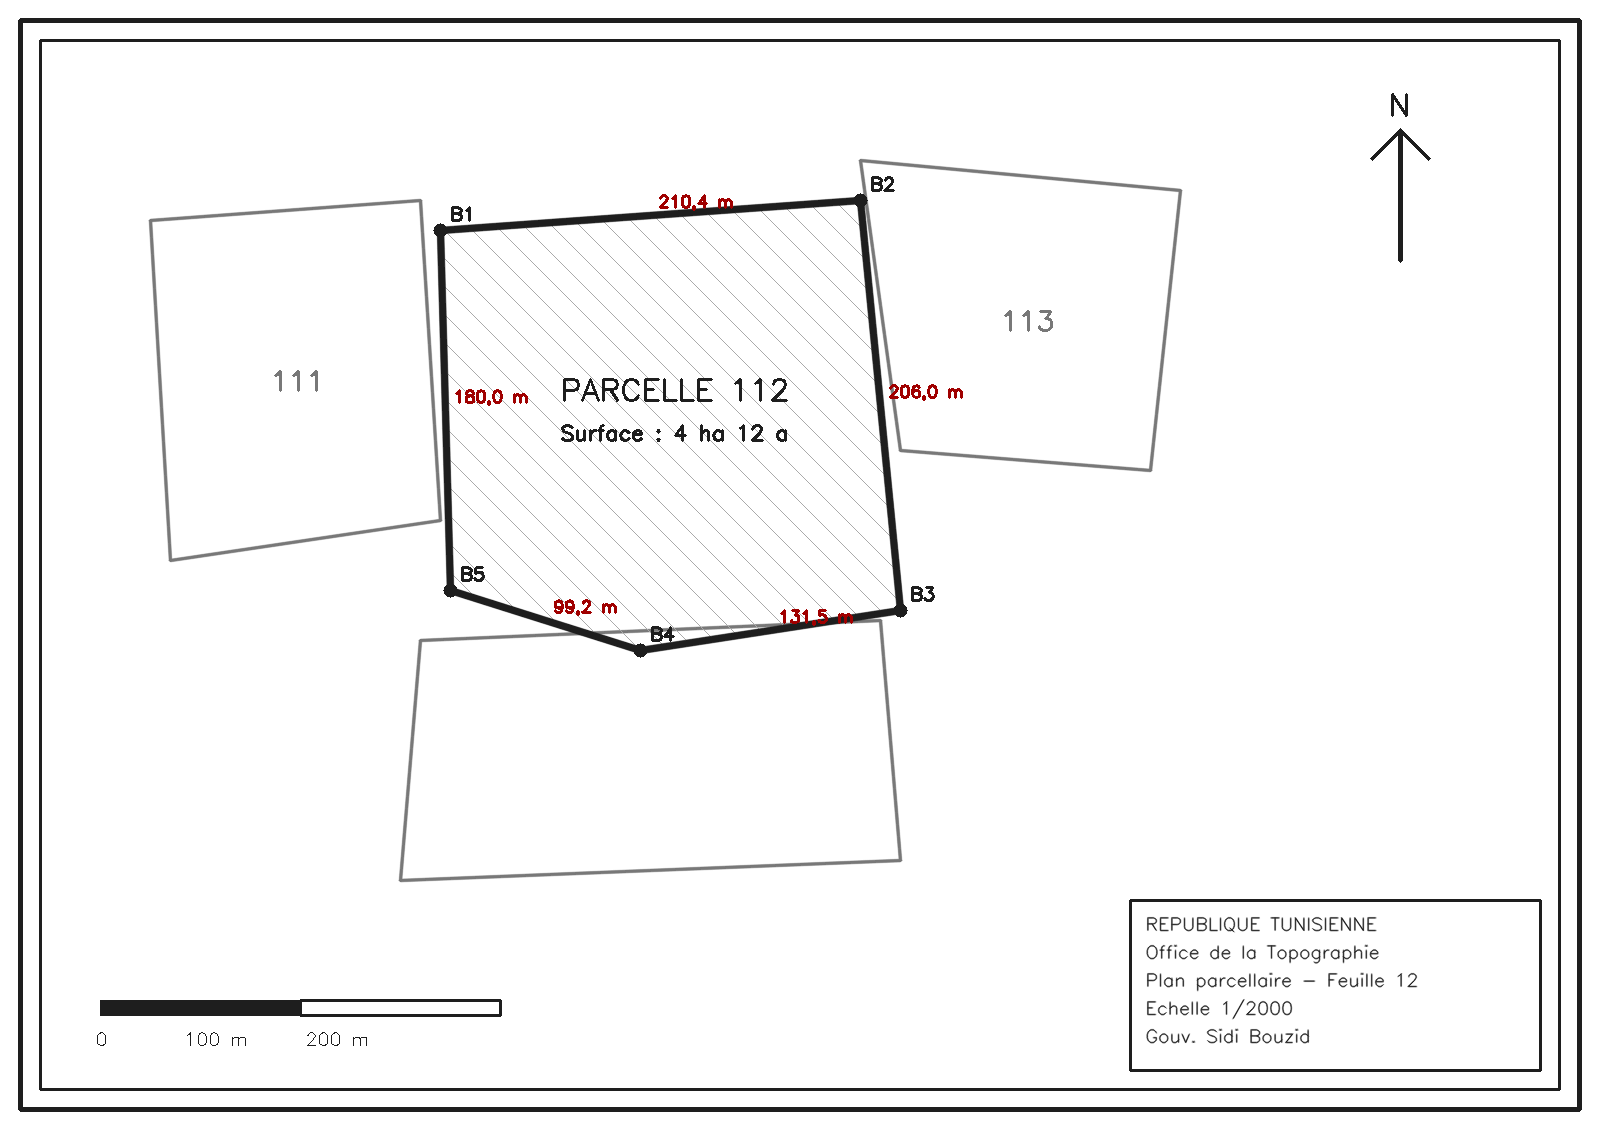 N
B2
210,4 m
B1
113
111
PARCELLE 112
180,0 m
206,0 m
Surface : 4 ha 12 a
B5
B3
99,2 m
131,5 m
B4
REPUBLIQUE TUNISIENNE
Office de la Topographie
Plan parcellaire – Feuille 12
Echelle 1/2000
Gouv. Sidi Bouzid
0 100 m 200 m